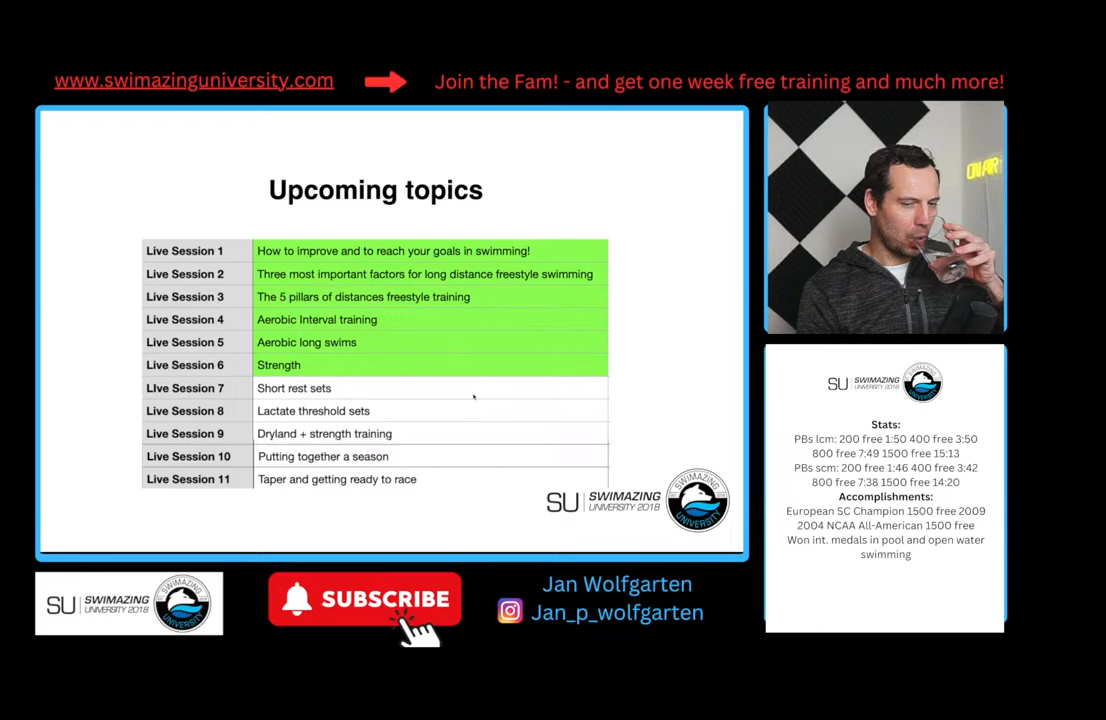 www.swimazinguniversity.com
Join the Fam! - and get one week free training and much more!
Upcoming topics
Live Session 1 How to improve and to reach your goals in swimming!
Live Session 2 Three most important factors for long distance freestyle swimming
Live Session 3 The 5 pillars of distances freestyle training
Live Session 4 Aerobic Interval training
Live Session 5 Aerobic long swims
Live Session 6 Strength
Live Session 7 Short rest sets
Live Session 8 Lactate threshold sets
Live Session 9 Dryland + strength training
Live Session 10 Putting together a season
Live Session 11 Taper and getting ready to race
SU SWIMAZING
UNIVERSITY 2018
ON AIR
SU SWIMAZING
UNIVERSITY 2018
Stats:
PBs lcm: 200 free 1:50 400 free 3:50
800 free 7:49 1500 free 15:13
PBs scm: 200 free 1:46 400 free 3:42
800 free 7:38 1500 free 14:20
Accomplishments:
European SC Champion 1500 free 2009
2004 NCAA All-American 1500 free
Won int. medals in pool and open water
swimming
SU SWIMAZING
UNIVERSITY 2018
SUBSCRIBE
Jan Wolfgarten
Jan_p_wolfgarten